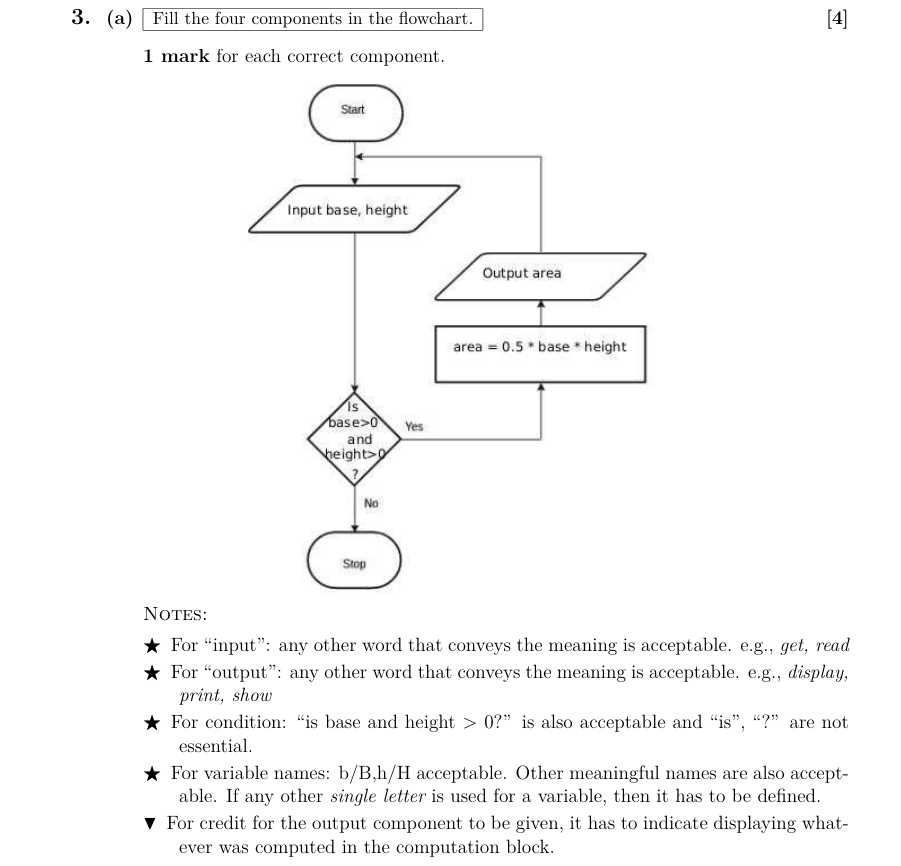 3. (a) Fill the four components in the flowchart. [4]
1 mark for each correct component.
Start
Input base, height
Output area
area = 0.5 * base * height
Is
base>0
and
height>0
?
Yes
No
Stop
NOTES:
★ For “input”: any other word that conveys the meaning is acceptable. e.g., get, read
★ For “output”: any other word that conveys the meaning is acceptable. e.g., display,
print, show
★ For condition: “is base and height > 0?” is also acceptable and “is”, “?” are not
essential.
★ For variable names: b/B,h/H acceptable. Other meaningful names are also accept-
able. If any other single letter is used for a variable, then it has to be defined.
▼ For credit for the output component to be given, it has to indicate displaying what-
ever was computed in the computation block.